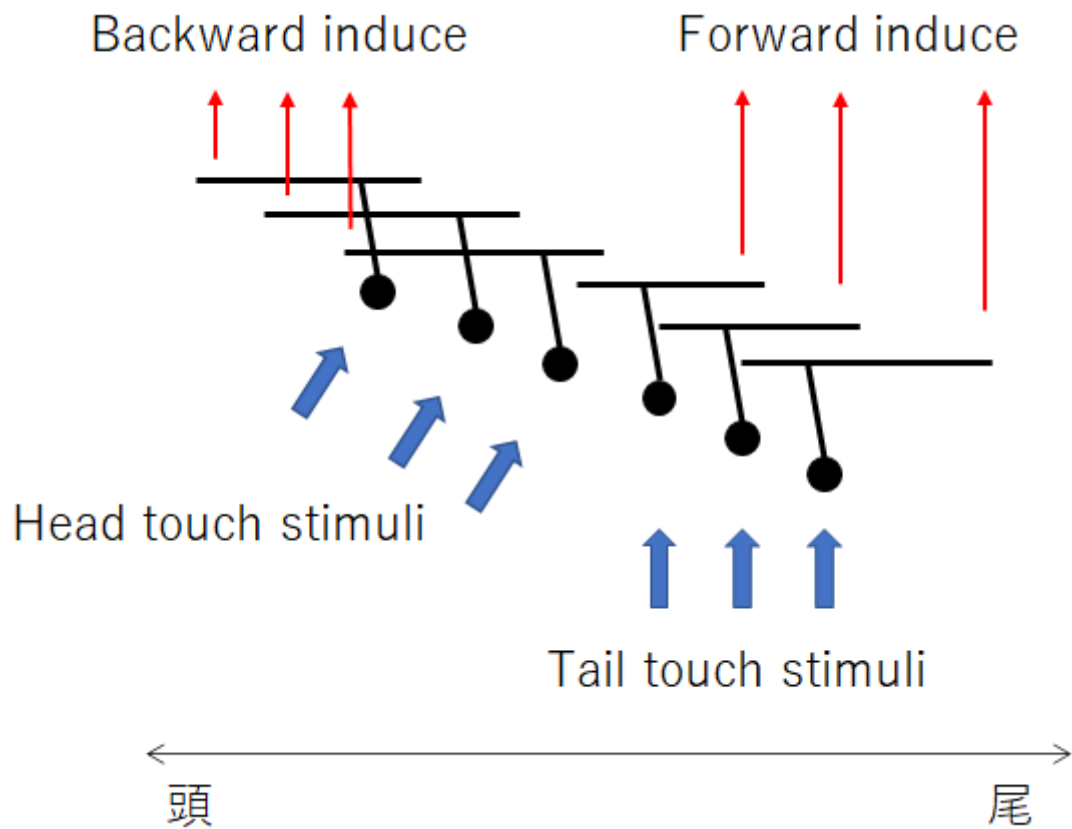 Backward induce
Forward induce
Head touch stimuli
Tail touch stimuli
頭
尾